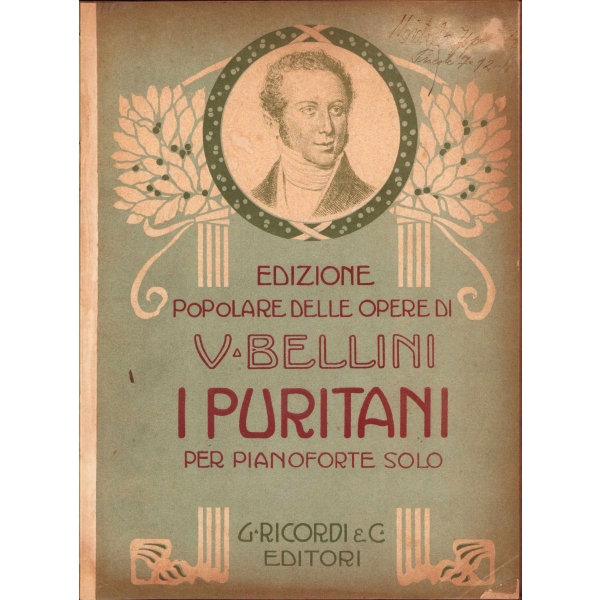 EDIZIONE
POPOLARE DELLE OPERE DI
V. BELLINI
I PURITANI
PER PIANOFORTE SOLO
G. RICORDI & C.
EDITORI